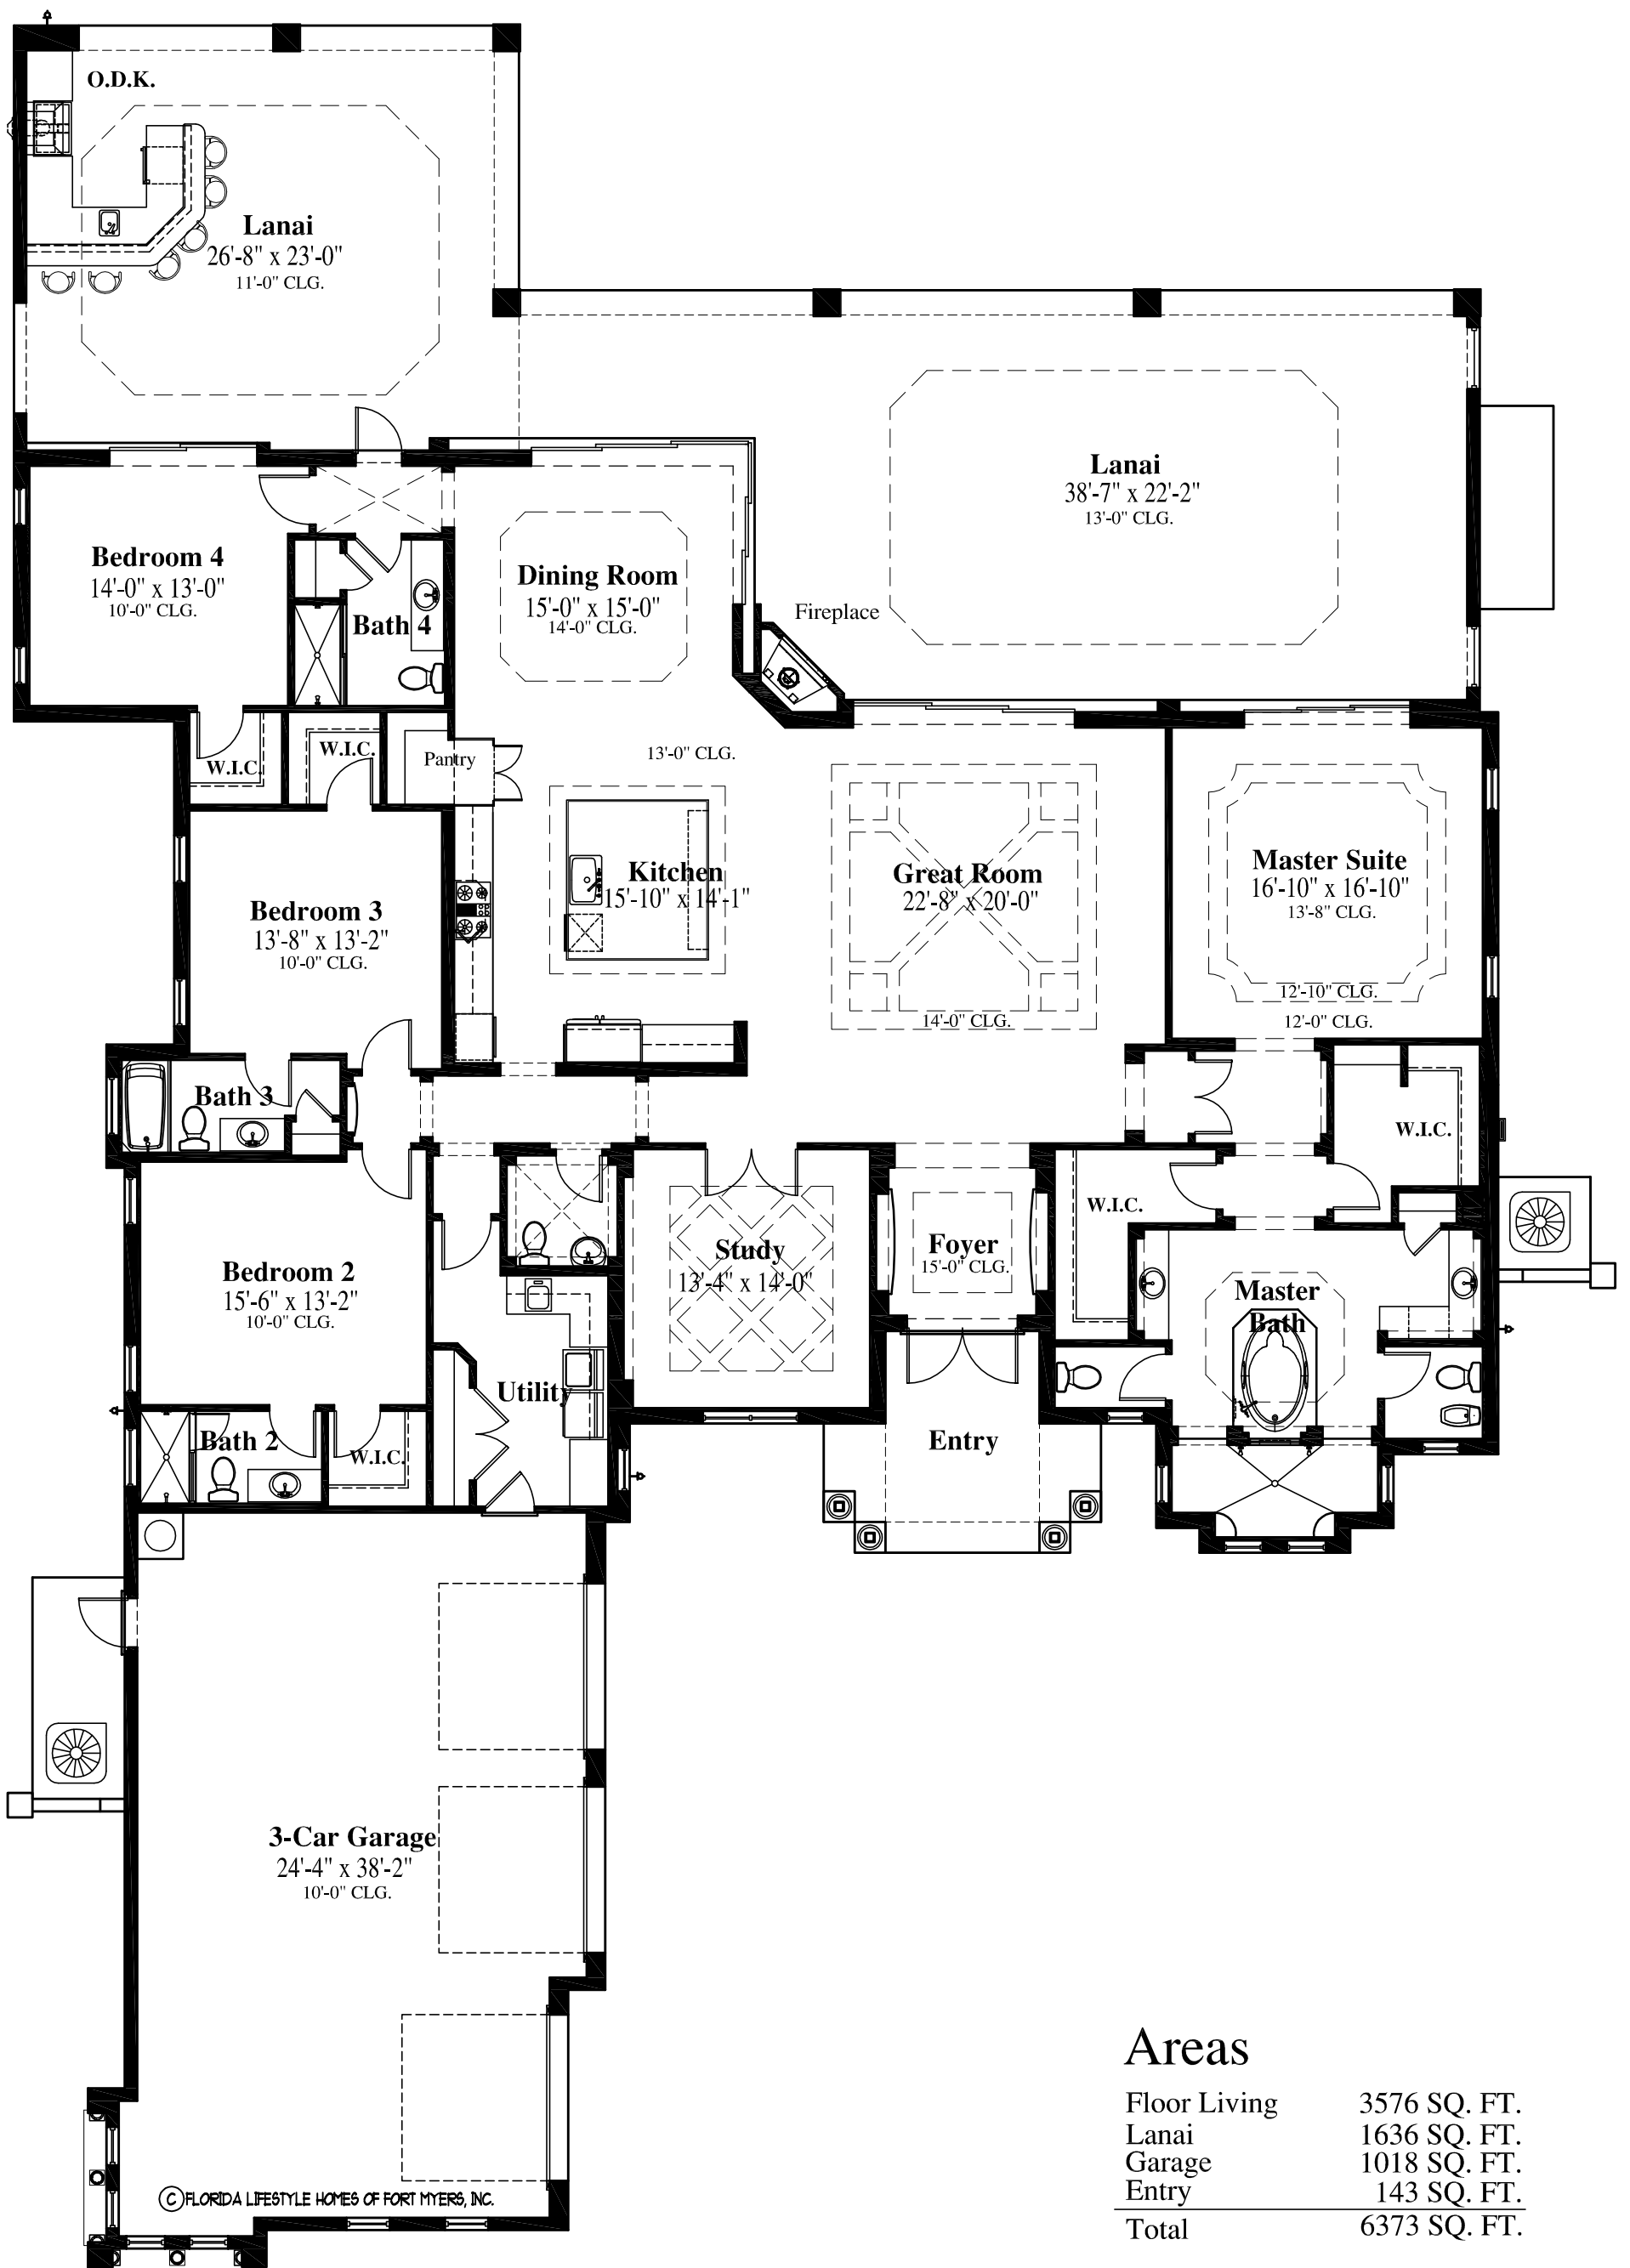 O.D.K.
Lanai
26'-8" x 23'-0"
11'-0" CLG.
Lanai
38'-7" x 22'-2"
13'-0" CLG.
Bedroom 4
14'-0" x 13'-0"
10'-0" CLG.
Bath 4
Dining Room
15'-0" x 15'-0"
14'-0" CLG.
Fireplace
W.I.C.
W.I.C.
Pantry
13'-0" CLG.
Kitchen
15'-10" x 14'-1"
Great Room
22'-8" x 20'-0"
14'-0" CLG.
Master Suite
16'-10" x 16'-10"
13'-8" CLG.
12'-10" CLG.
12'-0" CLG.
Bedroom 3
13'-8" x 13'-2"
10'-0" CLG.
Bath 3
W.I.C.
W.I.C.
Study
13'-4" x 14'-0"
Foyer
15'-0" CLG.
Master
Bath
Bedroom 2
15'-6" x 13'-2"
10'-0" CLG.
Utility
Bath 2
W.I.C.
Entry
3-Car Garage
24'-4" x 38'-2"
10'-0" CLG.
© FLORIDA LIFESTYLE HOMES OF FORT MYERS, INC.
Areas
Floor Living 3576 SQ. FT.
Lanai 1636 SQ. FT.
Garage 1018 SQ. FT.
Entry 143 SQ. FT.
Total 6373 SQ. FT.